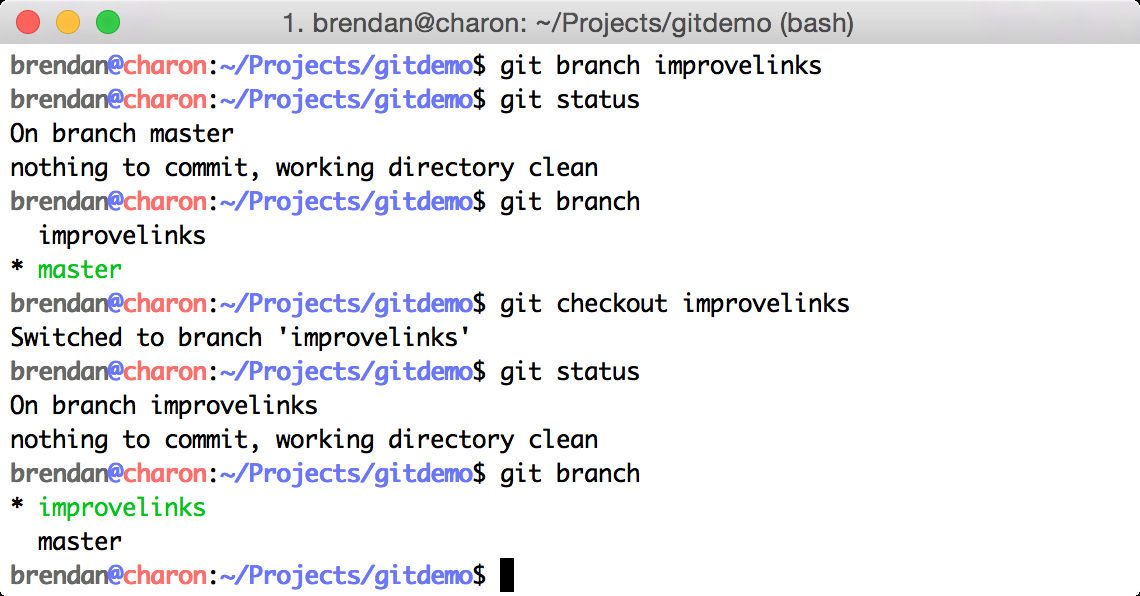 1. brendan@charon: ~/Projects/gitdemo (bash)
brendan@charon:~/Projects/gitdemo$ git branch improvelinks
brendan@charon:~/Projects/gitdemo$ git status
On branch master
nothing to commit, working directory clean
brendan@charon:~/Projects/gitdemo$ git branch
  improvelinks
* master
brendan@charon:~/Projects/gitdemo$ git checkout improvelinks
Switched to branch 'improvelinks'
brendan@charon:~/Projects/gitdemo$ git status
On branch improvelinks
nothing to commit, working directory clean
brendan@charon:~/Projects/gitdemo$ git branch
* improvelinks
  master
brendan@charon:~/Projects/gitdemo$